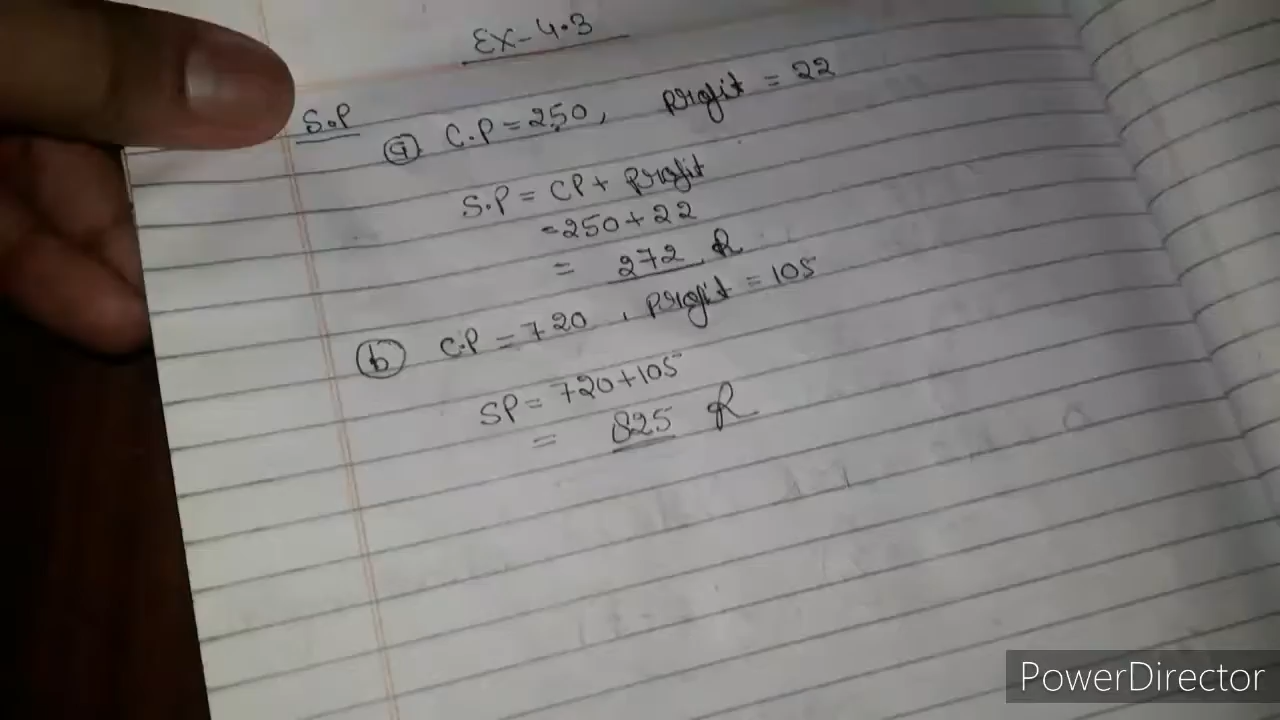 Ex-4.3
S.P
(a) C.P = 250, Profit = 22
S.P = CP + Profit
= 250 + 22
= 272 R
(b) C.P = 720, Profit = 105
SP = 720 + 105
= 825 R
PowerDirector